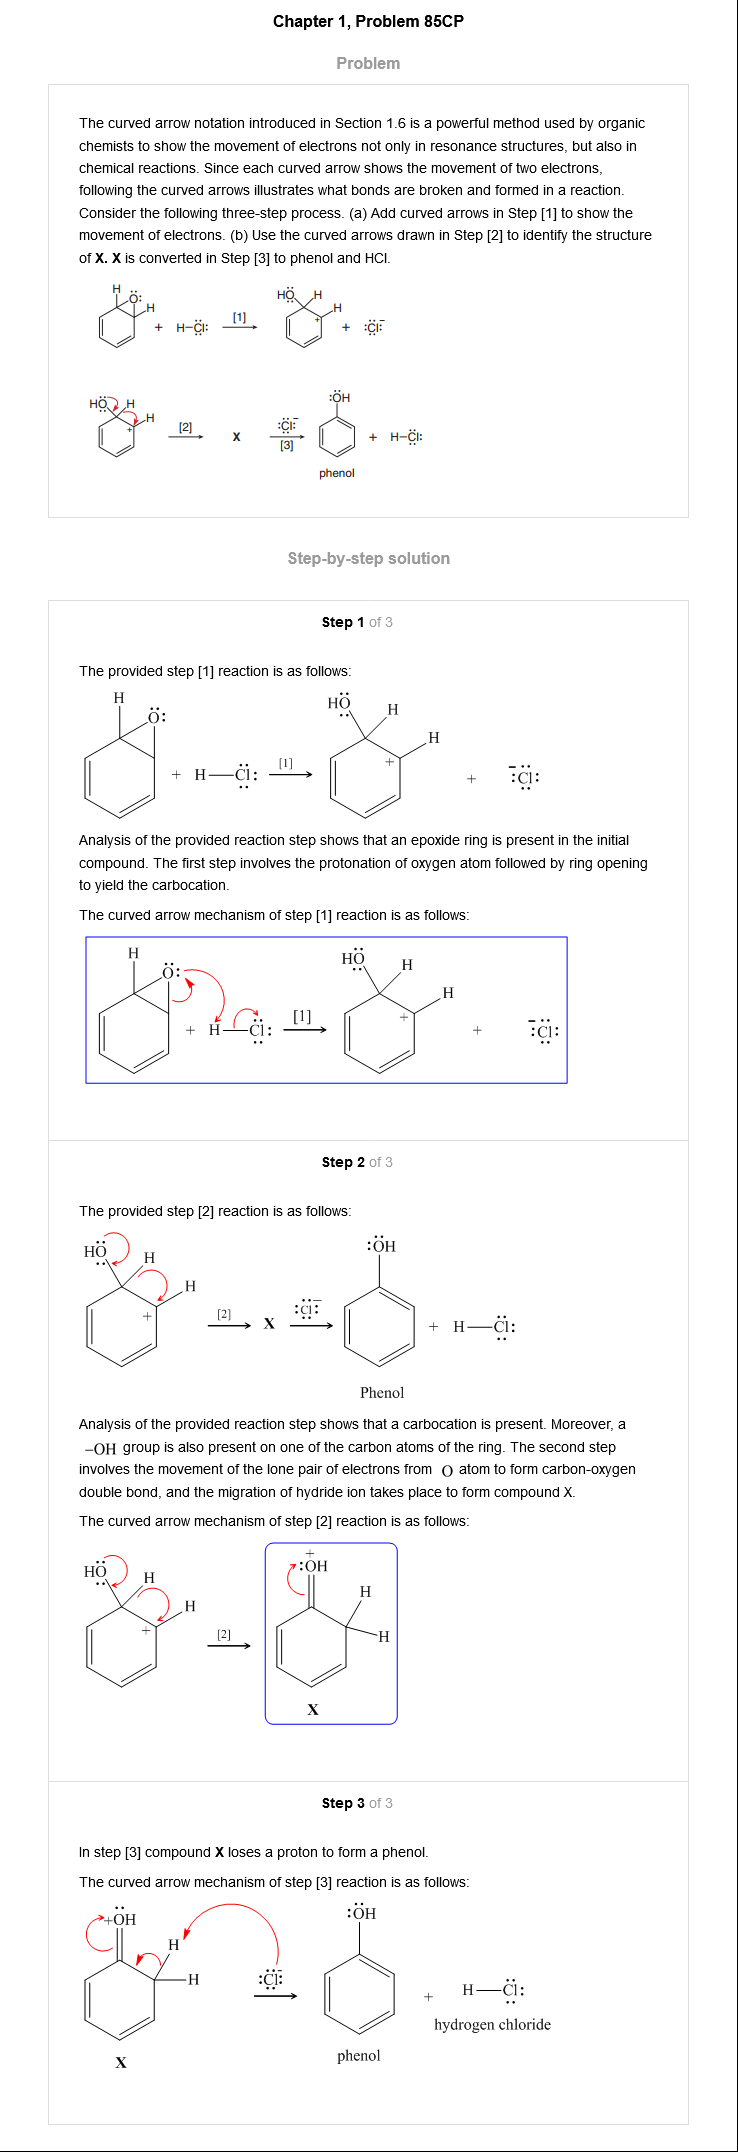 Chapter 1, Problem 85CP
Problem
The curved arrow notation introduced in Section 1.6 is a powerful method used by organic
chemists to show the movement of electrons not only in resonance structures, but also in
chemical reactions. Since each curved arrow shows the movement of two electrons,
following the curved arrows illustrates what bonds are broken and formed in a reaction.
Consider the following three-step process. (a) Add curved arrows in Step [1] to show the
movement of electrons. (b) Use the curved arrows drawn in Step [2] to identify the structure
of X. X is converted in Step [3] to phenol and HCl.
H O: H + H-Cl: [1] HO H H + + :Cl:-
HO H H + [2] X :Cl:- [3] :OH + H-Cl:
phenol
Step-by-step solution
Step 1 of 3
The provided step [1] reaction is as follows:
H O: + H—Cl: [1] HO H H + + :Cl:
Analysis of the provided reaction step shows that an epoxide ring is present in the initial
compound. The first step involves the protonation of oxygen atom followed by ring opening
to yield the carbocation.
The curved arrow mechanism of step [1] reaction is as follows:
H O: + H—Cl: [1] HO H H + + :Cl:
Step 2 of 3
The provided step [2] reaction is as follows:
HO H H + [2] X :Cl: :OH + H—Cl:
Phenol
Analysis of the provided reaction step shows that a carbocation is present. Moreover, a
–OH group is also present on one of the carbon atoms of the ring. The second step
involves the movement of the lone pair of electrons from O atom to form carbon-oxygen
double bond, and the migration of hydride ion takes place to form compound X.
The curved arrow mechanism of step [2] reaction is as follows:
HO H H + [2] + :OH H H
X
Step 3 of 3
In step [3] compound X loses a proton to form a phenol.
The curved arrow mechanism of step [3] reaction is as follows:
+OH H H :Cl: :OH + H—Cl:
hydrogen chloride
X phenol